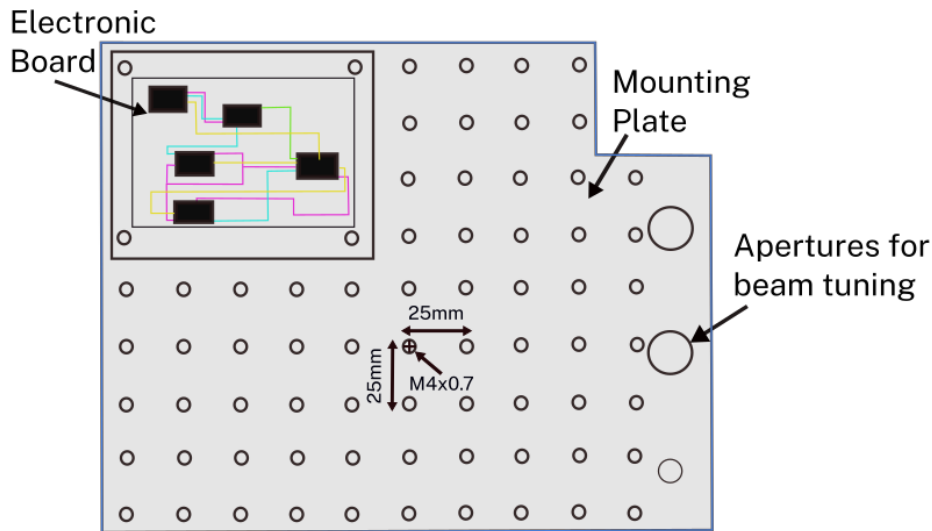 Electronic
Board
Mounting
Plate
Apertures for
beam tuning
25mm
25mm
M4x0.7